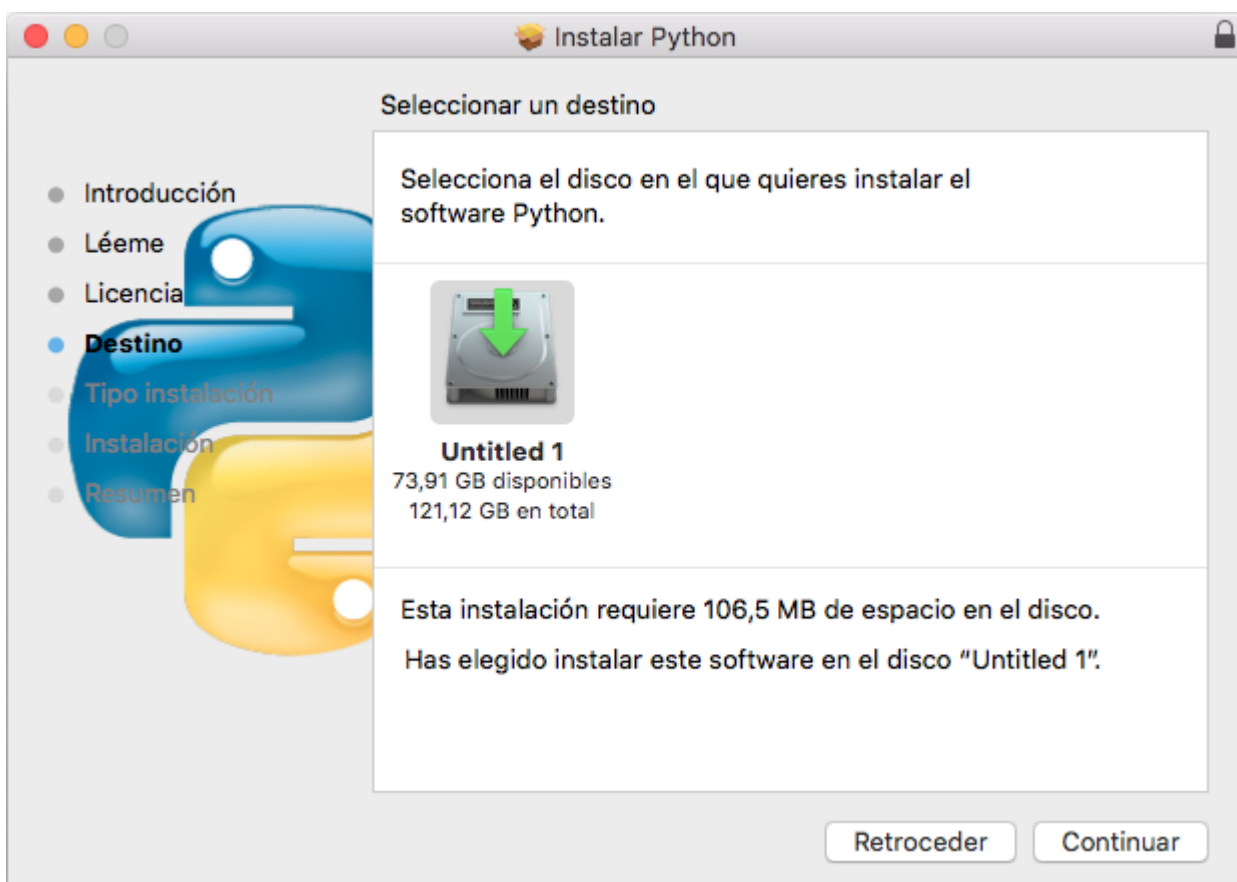 Instalar Python
Seleccionar un destino
Introducción
Léeme
Licencia
Destino
Tipo instalación
Instalación
Resumen
Selecciona el disco en el que quieres instalar el
software Python.
Untitled 1
73,91 GB disponibles
121,12 GB en total
Esta instalación requiere 106,5 MB de espacio en el disco.
Has elegido instalar este software en el disco “Untitled 1”.
Retroceder
Continuar